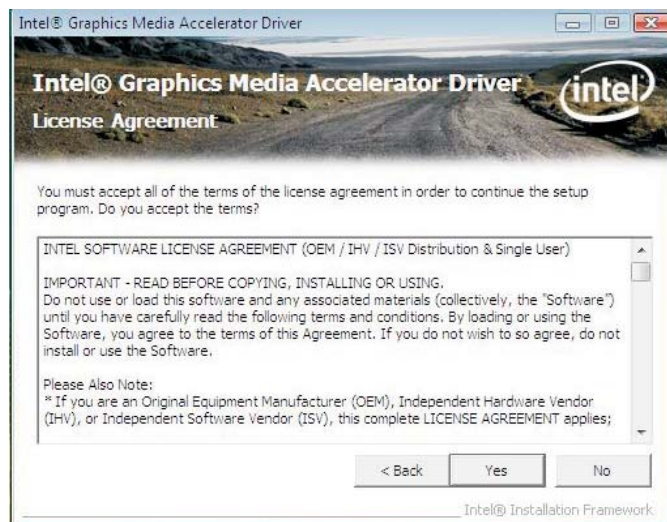 Intel® Graphics Media Accelerator Driver
Intel® Graphics Media Accelerator Driver
intel
License Agreement
You must accept all of the terms of the license agreement in order to continue the setup
program. Do you accept the terms?
INTEL SOFTWARE LICENSE AGREEMENT (OEM / IHV / ISV Distribution & Single User)
IMPORTANT - READ BEFORE COPYING, INSTALLING OR USING.
Do not use or load this software and any associated materials (collectively, the "Software")
until you have carefully read the following terms and conditions. By loading or using the
Software, you agree to the terms of this Agreement. If you do not wish to so agree, do not
install or use the Software.
Please Also Note:
* If you are an Original Equipment Manufacturer (OEM), Independent Hardware Vendor
(IHV), or Independent Software Vendor (ISV), this complete LICENSE AGREEMENT applies;
< Back Yes No
Intel® Installation Framework